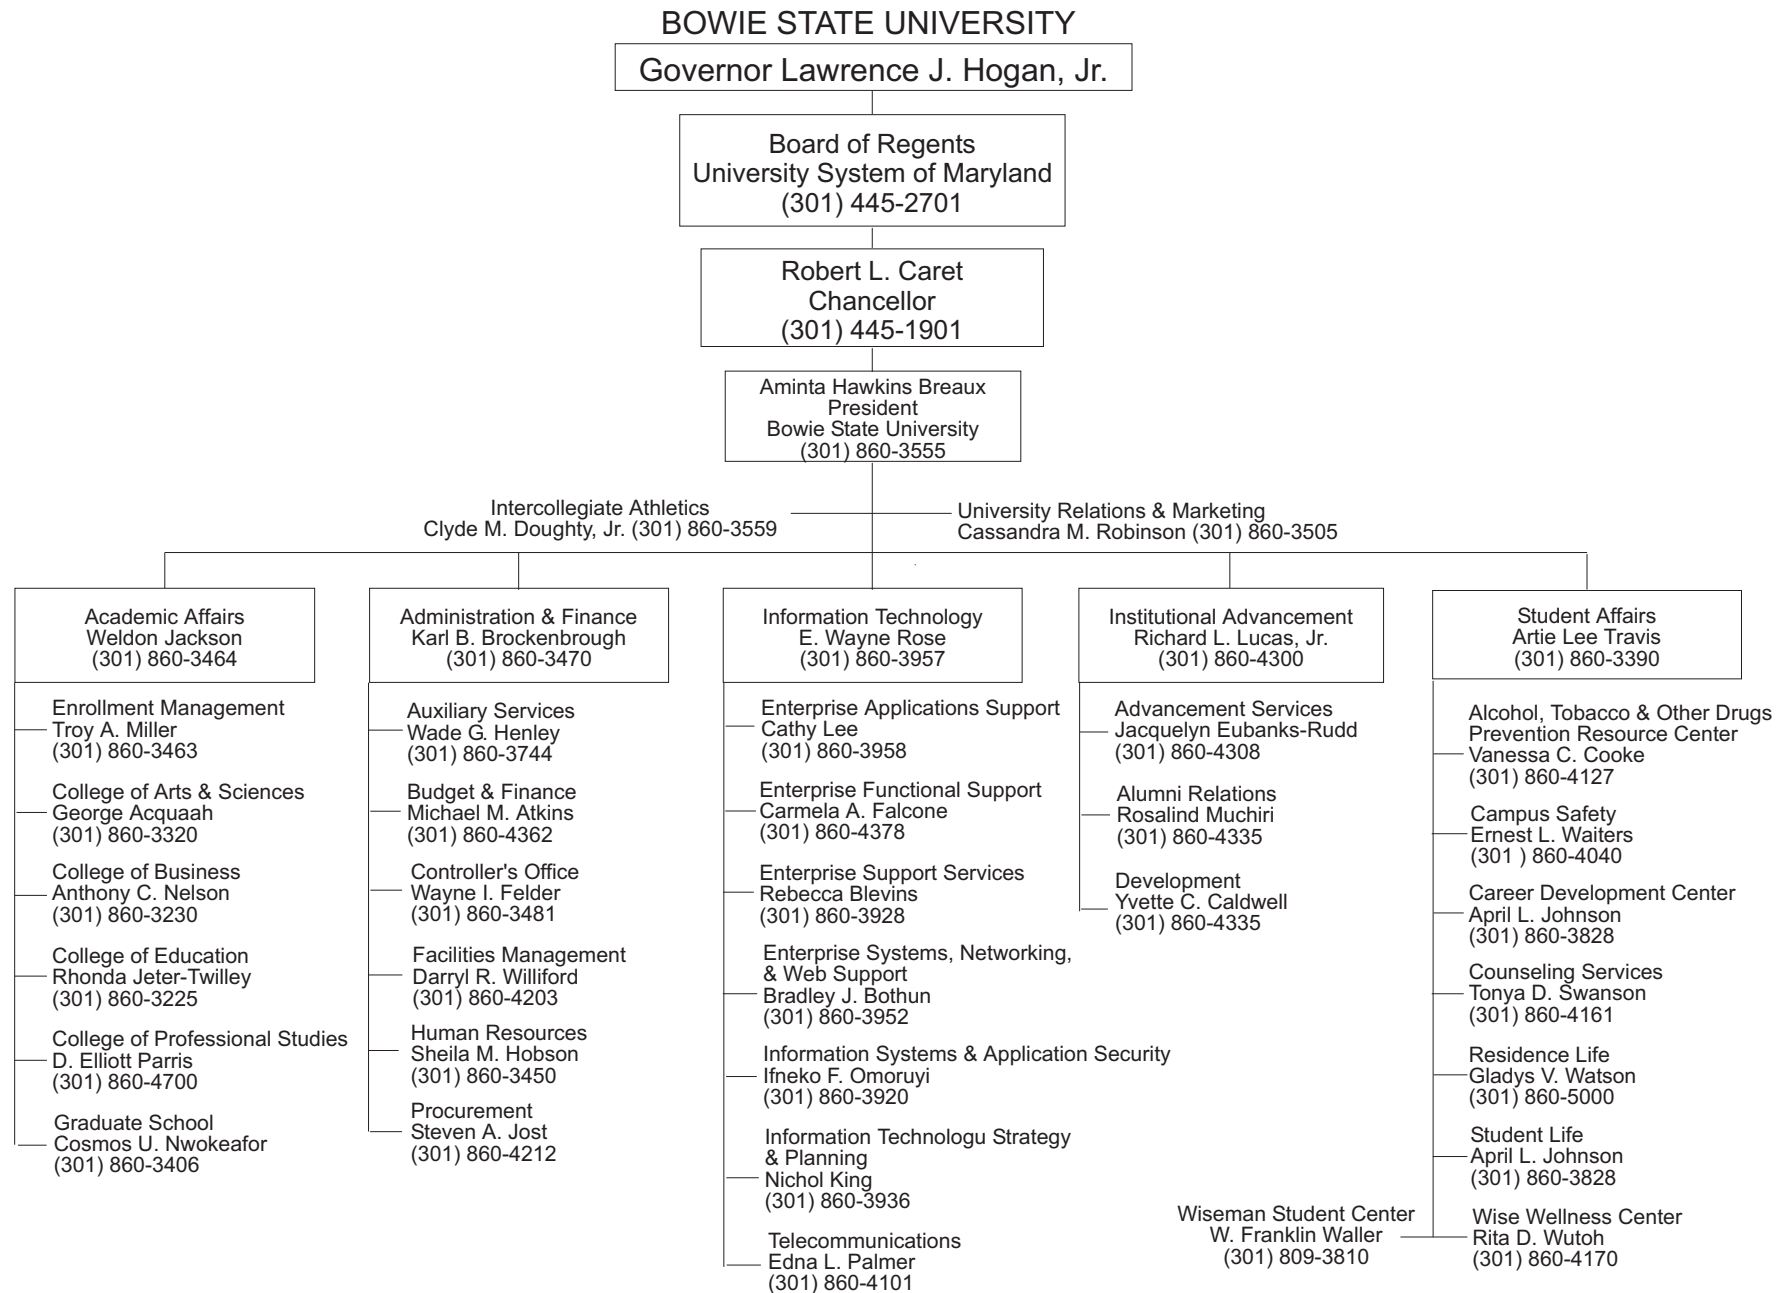 BOWIE STATE UNIVERSITY
Governor Lawrence J. Hogan, Jr.
Board of Regents
University System of Maryland
(301) 445-2701
Robert L. Caret
Chancellor
(301) 445-1901
Aminta Hawkins Breaux
President
Bowie State University
(301) 860-3555
Intercollegiate Athletics
Clyde M. Doughty, Jr. (301) 860-3559
University Relations & Marketing
Cassandra M. Robinson (301) 860-3505
Academic Affairs
Weldon Jackson
(301) 860-3464
Enrollment Management
Troy A. Miller
(301) 860-3463
College of Arts & Sciences
George Acquaah
(301) 860-3320
College of Business
Anthony C. Nelson
(301) 860-3230
College of Education
Rhonda Jeter-Twilley
(301) 860-3225
College of Professional Studies
D. Elliott Parris
(301) 860-4700
Graduate School
Cosmos U. Nwokeafor
(301) 860-3406
Administration & Finance
Karl B. Brockenbrough
(301) 860-3470
Auxiliary Services
Wade G. Henley
(301) 860-3744
Budget & Finance
Michael M. Atkins
(301) 860-4362
Controller's Office
Wayne I. Felder
(301) 860-3481
Facilities Management
Darryl R. Williford
(301) 860-4203
Human Resources
Sheila M. Hobson
(301) 860-3450
Procurement
Steven A. Jost
(301) 860-4212
Information Technology
E. Wayne Rose
(301) 860-3957
Enterprise Applications Support
Cathy Lee
(301) 860-3958
Enterprise Functional Support
Carmela A. Falcone
(301) 860-4378
Enterprise Support Services
Rebecca Blevins
(301) 860-3928
Enterprise Systems, Networking,
& Web Support
Bradley J. Bothun
(301) 860-3952
Information Systems & Application Security
Ifneko F. Omoruyi
(301) 860-3920
Information Technologu Strategy
& Planning
Nichol King
(301) 860-3936
Telecommunications
Edna L. Palmer
(301) 860-4101
Institutional Advancement
Richard L. Lucas, Jr.
(301) 860-4300
Advancement Services
Jacquelyn Eubanks-Rudd
(301) 860-4308
Alumni Relations
Rosalind Muchiri
(301) 860-4335
Development
Yvette C. Caldwell
(301) 860-4335
Student Affairs
Artie Lee Travis
(301) 860-3390
Alcohol, Tobacco & Other Drugs
Prevention Resource Center
Vanessa C. Cooke
(301) 860-4127
Campus Safety
Ernest L. Waiters
(301 ) 860-4040
Career Development Center
April L. Johnson
(301) 860-3828
Counseling Services
Tonya D. Swanson
(301) 860-4161
Residence Life
Gladys V. Watson
(301) 860-5000
Student Life
April L. Johnson
(301) 860-3828
Wiseman Student Center
W. Franklin Waller
(301) 809-3810
Wise Wellness Center
Rita D. Wutoh
(301) 860-4170